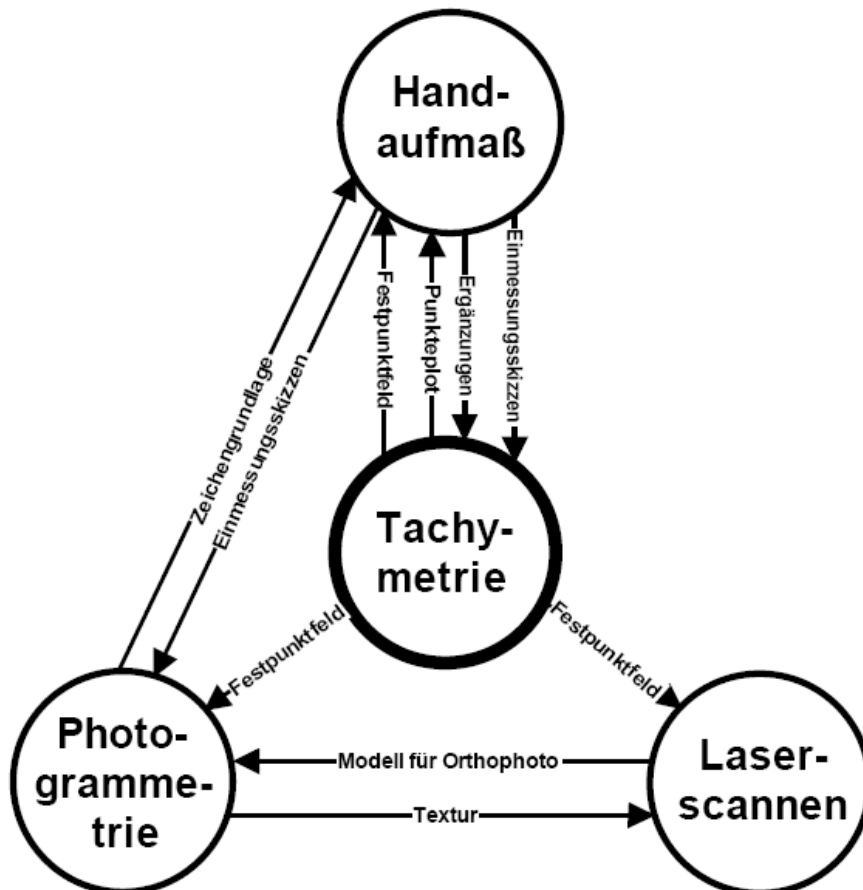 Hand-
aufmaß
Festpunktfeld
Punkteplot
Ergänzungen
Einmessungsskizzen
Zeichengrundlage
Einmessungsskizzen
Tachy-
metrie
Festpunktfeld
Festpunktfeld
Photo-
gramme-
trie
Modell für Orthophoto
Textur
Laser-
scannen